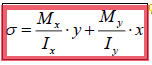 σ = M_x / I_x · y + M_y / I_y · x